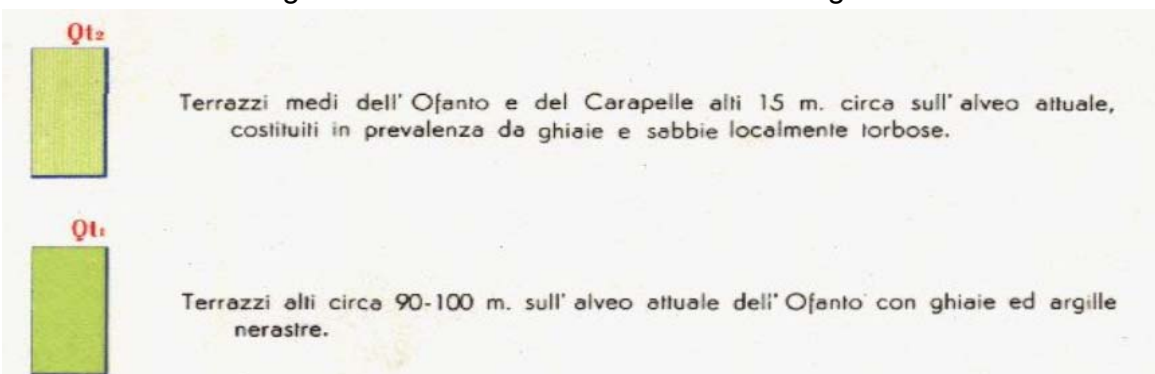 Qt₂
Terrazzi medi dell' Ofanto e del Carapelle alti 15 m. circa sull' alveo attuale,
costituiti in prevalenza da ghiaie e sabbie localmente torbose.
Qt₁
Terrazzi alti circa 90-100 m. sull' alveo attuale dell' Ofanto con ghiaie ed argille
nerastre.